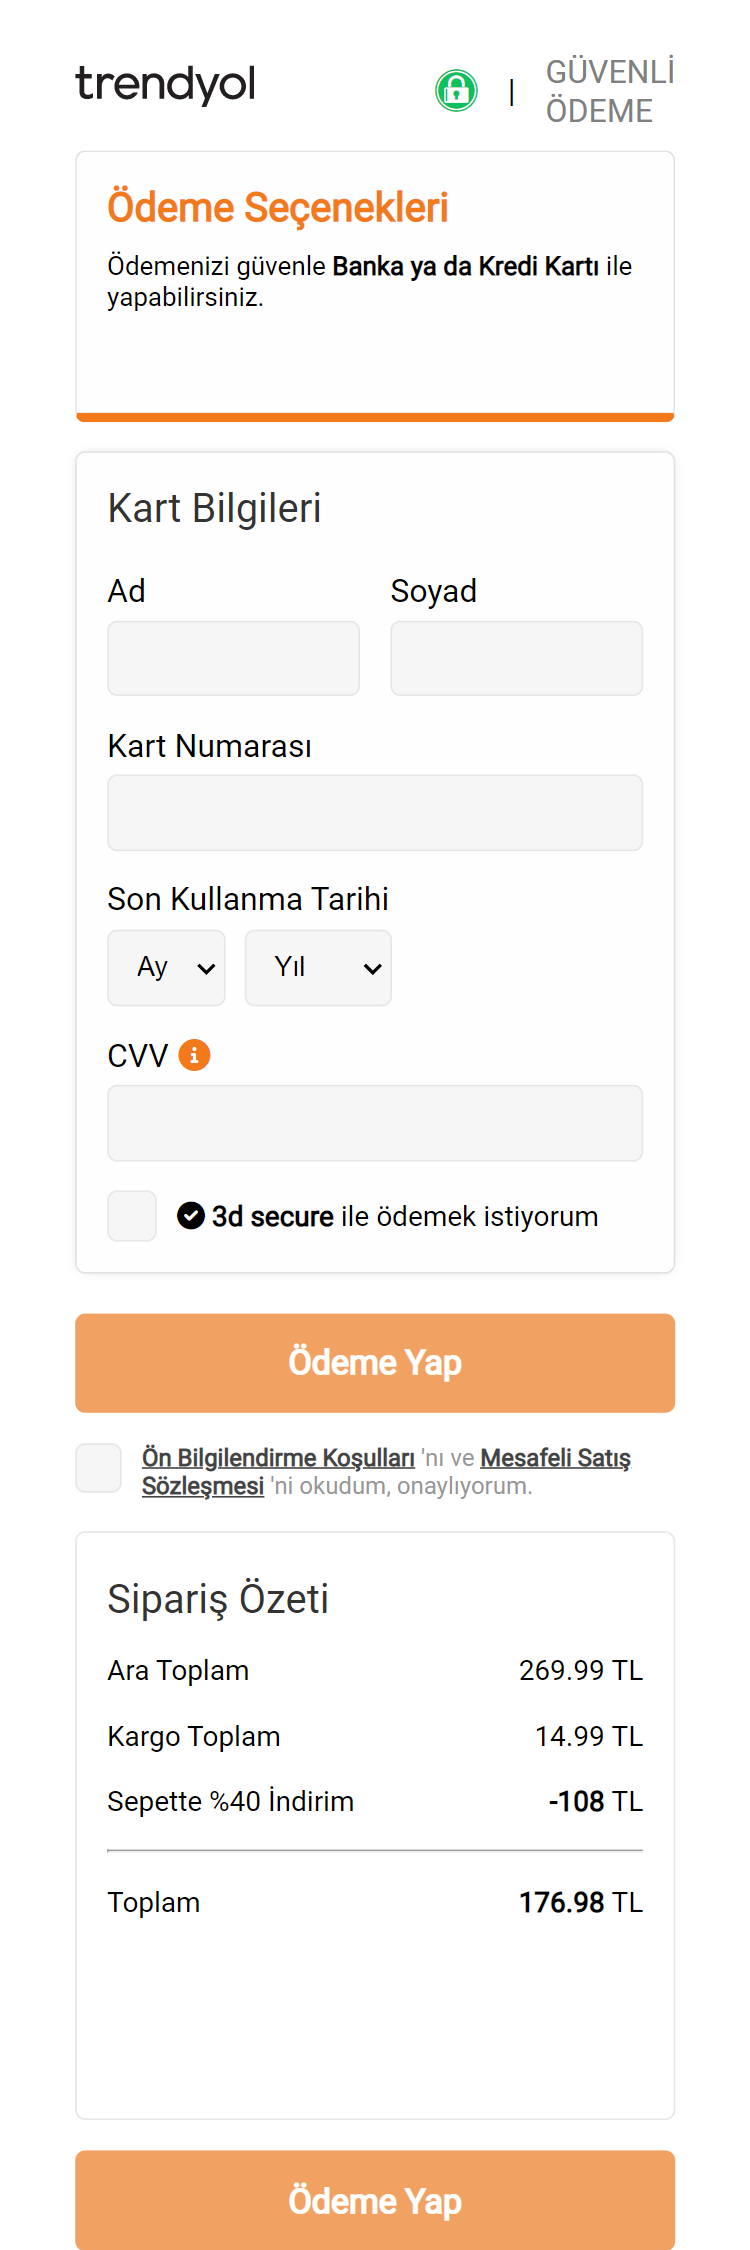 trendyol
| GÜVENLİ
ÖDEME
Ödeme Seçenekleri
Ödemenizi güvenle Banka ya da Kredi Kartı ile
yapabilirsiniz.
Kart Bilgileri
Ad Soyad
Kart Numarası
Son Kullanma Tarihi
Ay Yıl
CVV
3d secure ile ödemek istiyorum
Ödeme Yap
Ön Bilgilendirme Koşulları 'nı ve Mesafeli Satış
Sözleşmesi 'ni okudum, onaylıyorum.
Sipariş Özeti
Ara Toplam 269.99 TL
Kargo Toplam 14.99 TL
Sepette %40 İndirim -108 TL
Toplam 176.98 TL
Ödeme Yap